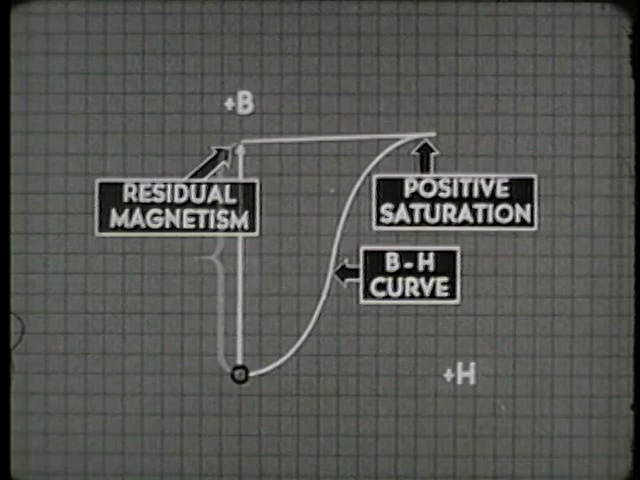 +B
RESIDUAL
MAGNETISM
POSITIVE
SATURATION
B-H
CURVE
+H